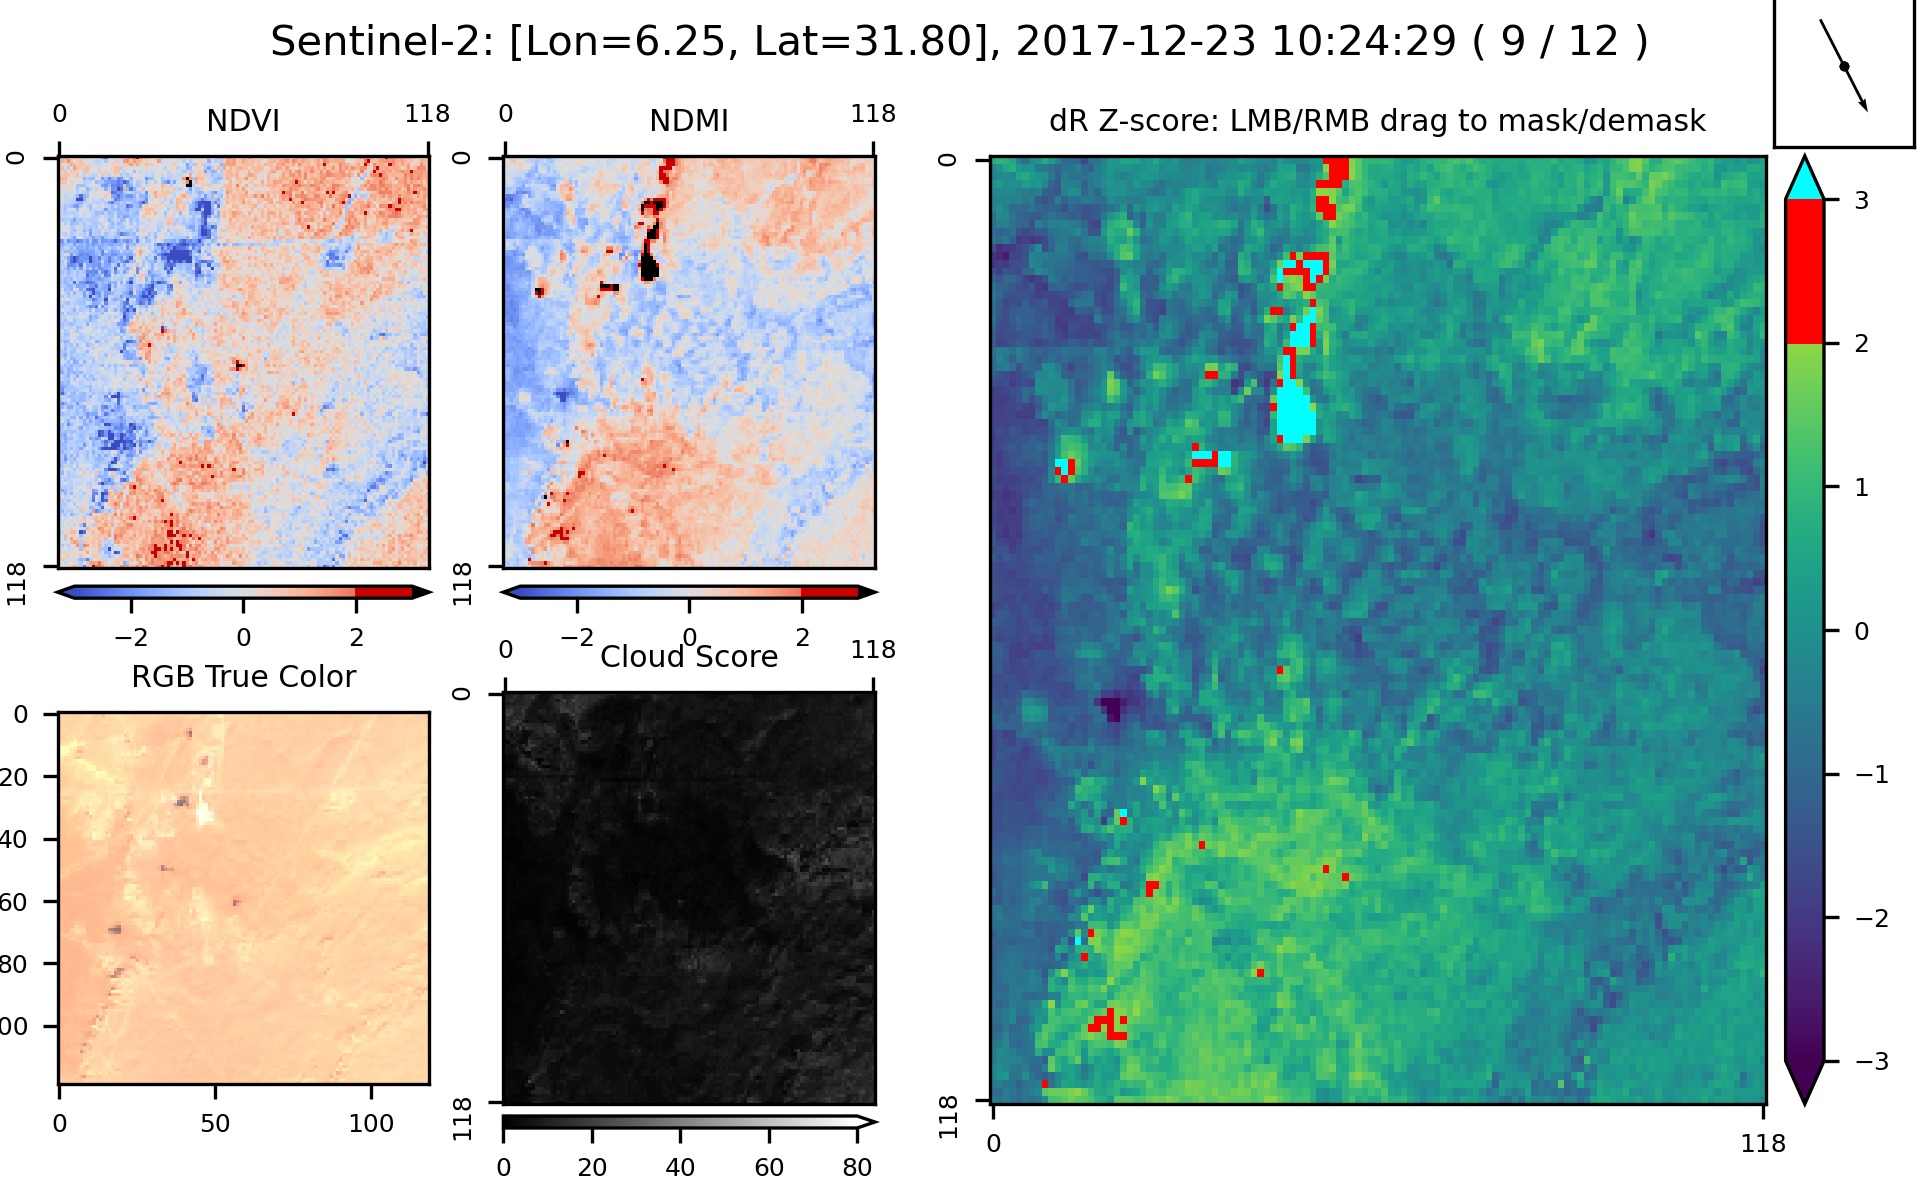 Sentinel-2: [Lon=6.25, Lat=31.80], 2017-12-23 10:24:29 ( 9 / 12 )
0 118 0 118
NDVI NDMI dR Z-score: LMB/RMB drag to mask/demask
0 0 0
3
2
1
0
−1
−2
−3
118 118
−2 0 2 −2 0 2
0 118
RGB True Color Cloud Score
0 0
20
40
60
80
00
118 118
0 50 100
0 20 40 60 80
0 118